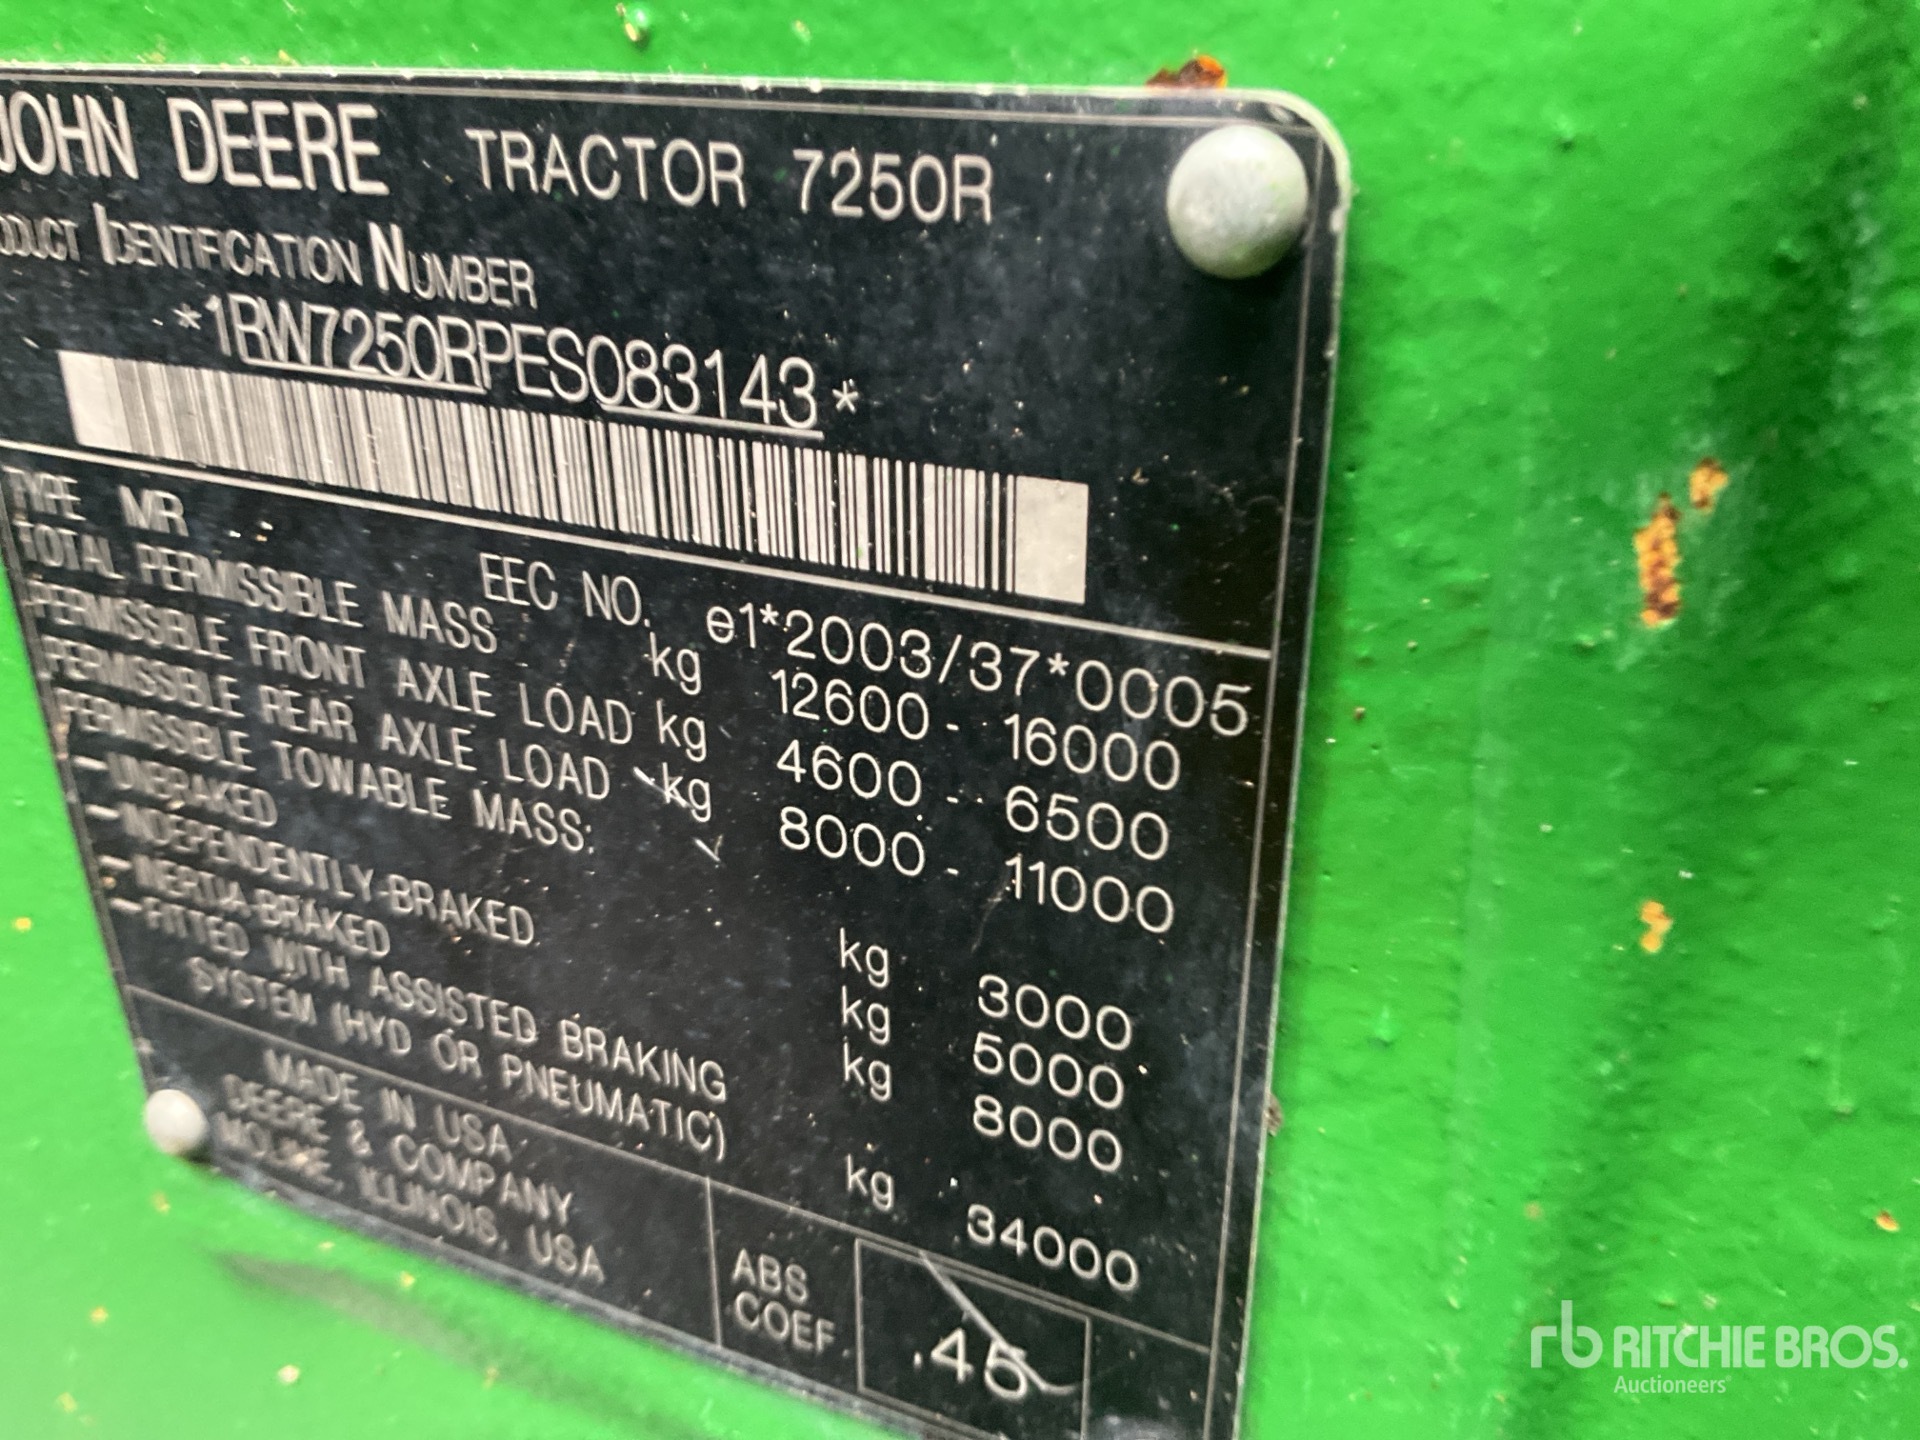 JOHN DEERE TRACTOR 7250R
ODUCT IDENTIFICATION NUMBER
*1RW7250RPES083143*
TYPE MR
EEC NO. e1*2003/37*0005
TOTAL PERMISSIBLE MASS kg 12600 - 16000
PERMISSIBLE FRONT AXLE LOAD kg 4600 - 6500
PERMISSIBLE REAR AXLE LOAD kg 8000 - 11000
PERMISSIBLE TOWABLE MASS:
- UNBRAKED kg 3000
- INDEPENDENTLY-BRAKED kg 5000
- INERTIA-BRAKED kg 8000
- FITTED WITH ASSISTED BRAKING
SYSTEM (HYD OR PNEUMATIC) kg 34000
MADE IN USA
DEERE & COMPANY
MOLINE, ILLINOIS, USA
ABS
COEF
.45
rb RITCHIE BROS.
Auctioneers